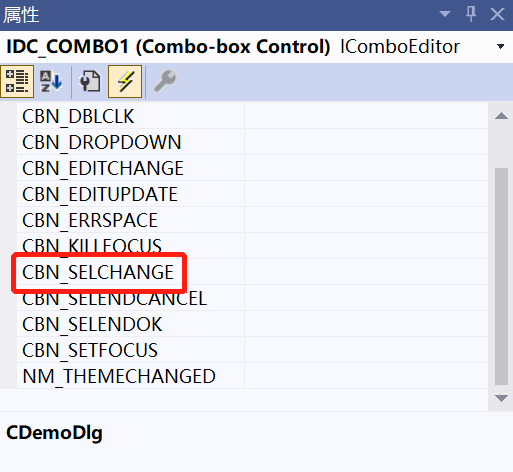 属性
IDC_COMBO1 (Combo-box Control) IComboEditor
CBN_DBLCLK
CBN_DROPDOWN
CBN_EDITCHANGE
CBN_EDITUPDATE
CBN_ERRSPACE
CBN_KILLFOCUS
CBN_SELCHANGE
CBN_SELENDCANCEL
CBN_SELENDOK
CBN_SETFOCUS
NM_THEMECHANGED
CDemoDlg